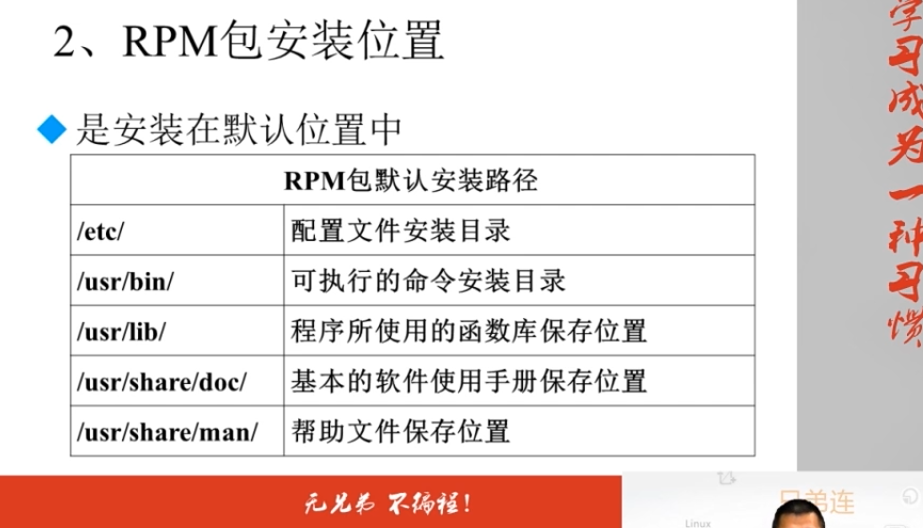 2、RPM包安装位置
是安装在默认位置中
RPM包默认安装路径
/etc/ 配置文件安装目录
/usr/bin/ 可执行的命令安装目录
/usr/lib/ 程序所使用的函数库保存位置
/usr/share/doc/ 基本的软件使用手册保存位置
/usr/share/man/ 帮助文件保存位置
学习成为一种习惯
无兄弟 不编程！
兄弟连
Linux